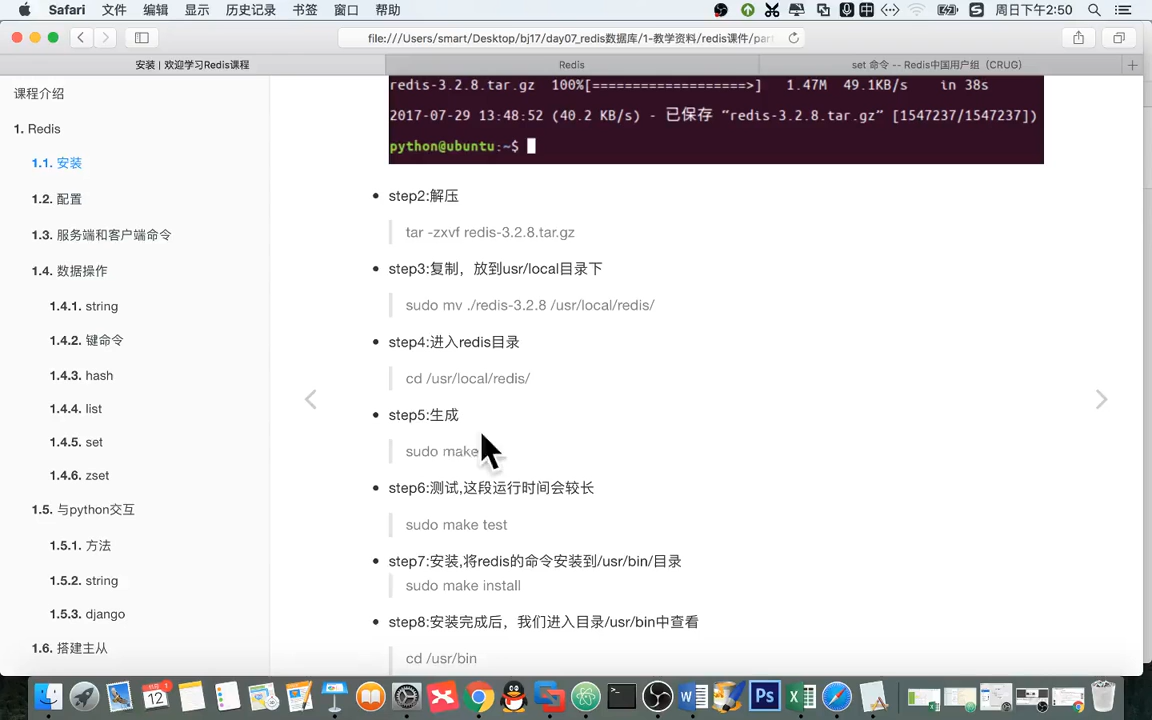 Safari 文件 编辑 显示 历史记录 书签 窗口 帮助 周日下午2:50
file:///Users/smart/Desktop/bj17/day07_redis数据库/1-教学资料/redis课件/part
安装 | 欢迎学习Redis课程 Redis set 命令 -- Redis中国用户组（CRUG）
课程介绍
1. Redis
1.1. 安装
1.2. 配置
1.3. 服务端和客户端命令
1.4. 数据操作
1.4.1. string
1.4.2. 键命令
1.4.3. hash
1.4.4. list
1.4.5. set
1.4.6. zset
1.5. 与python交互
1.5.1. 方法
1.5.2. string
1.5.3. django
1.6. 搭建主从
redis-3.2.8.tar.gz 100%[===================>] 1.47M 49.1KB/s in 38s
2017-07-29 13:48:52 (40.2 KB/s) - 已保存 “redis-3.2.8.tar.gz” [1547237/1547237])
python@ubuntu:~$
step2:解压
tar -zxvf redis-3.2.8.tar.gz
step3:复制，放到usr/local目录下
sudo mv ./redis-3.2.8 /usr/local/redis/
step4:进入redis目录
cd /usr/local/redis/
step5:生成
sudo make
step6:测试,这段运行时间会较长
sudo make test
step7:安装,将redis的命令安装到/usr/bin/目录
sudo make install
step8:安装完成后，我们进入目录/usr/bin中查看
cd /usr/bin
12
Ps